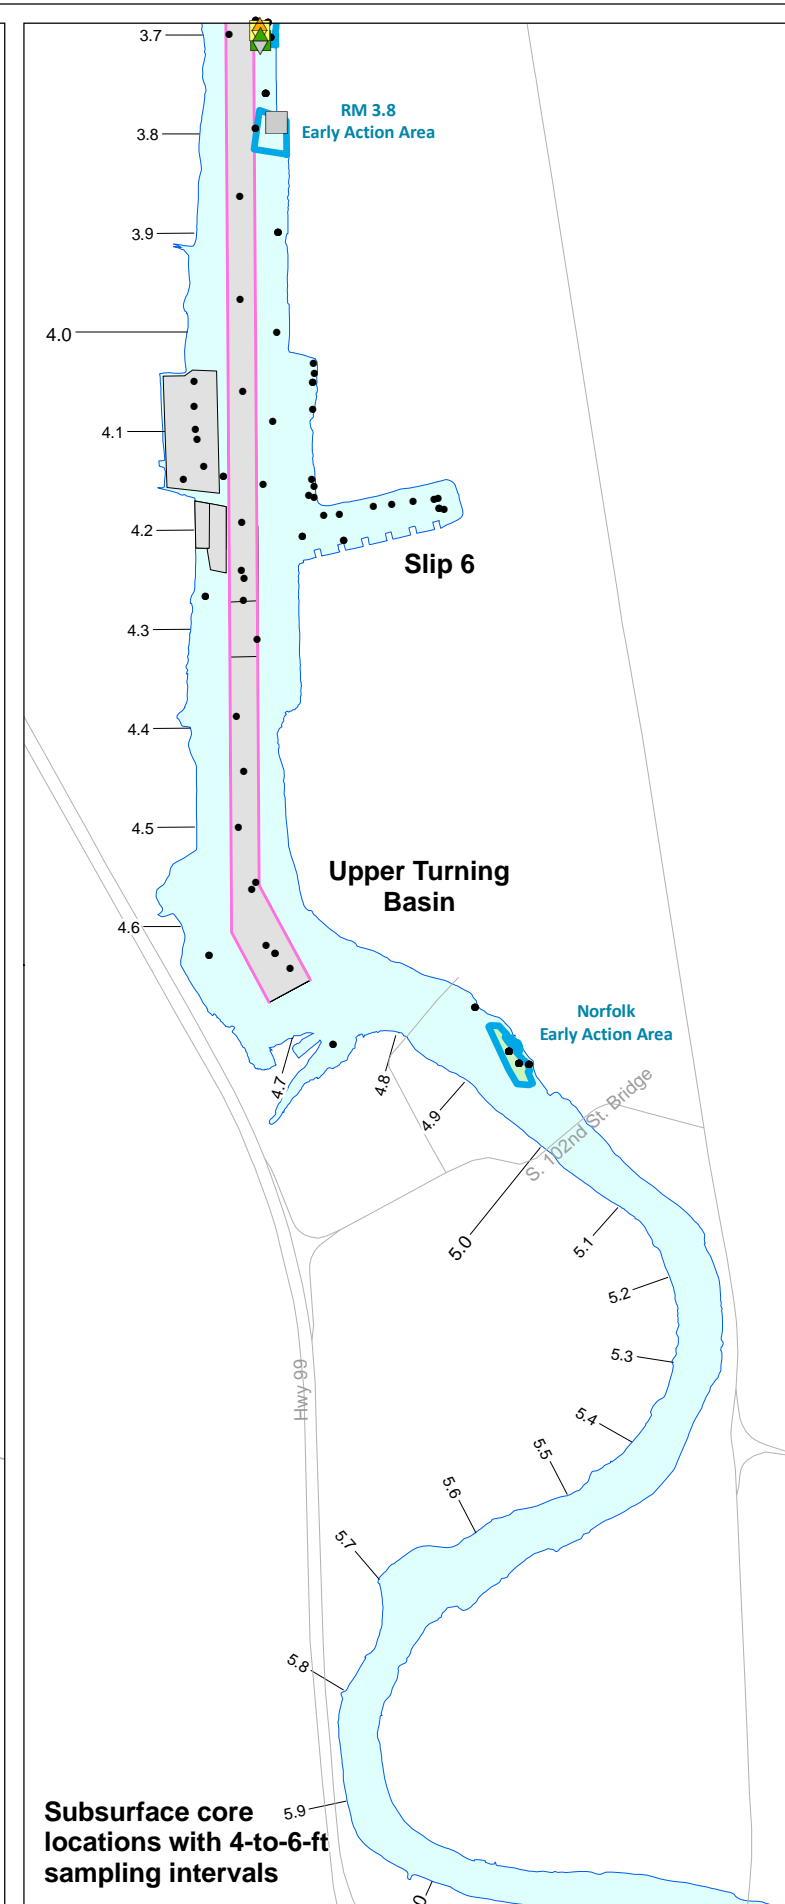 3.7
RM 3.8
Early Action Area
3.8
3.9
4.0
4.1
4.2
Slip 6
4.3
4.4
4.5
Upper Turning
Basin
4.6
Norfolk
Early Action Area
4.7
4.8
4.9
S. 102nd St. Bridge
5.0
5.1
5.2
5.3
Hwy 99
5.4
5.5
5.6
5.7
5.8
5.9
Subsurface core
locations with 4-to-6-ft
sampling intervals